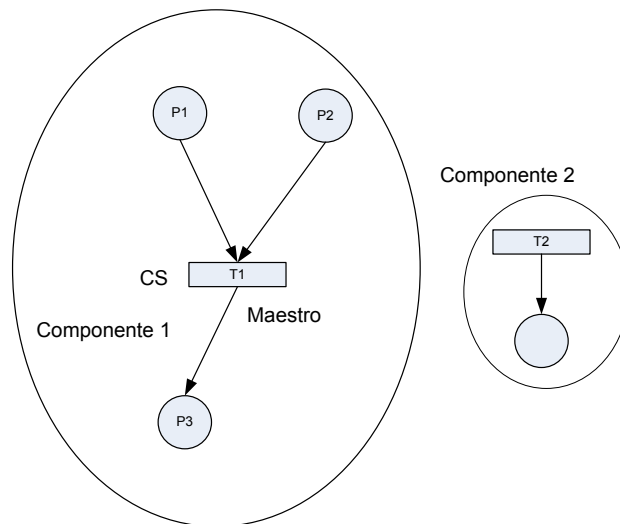 P1
P2
Componente 2
T2
CS
T1
Maestro
Componente 1
P3